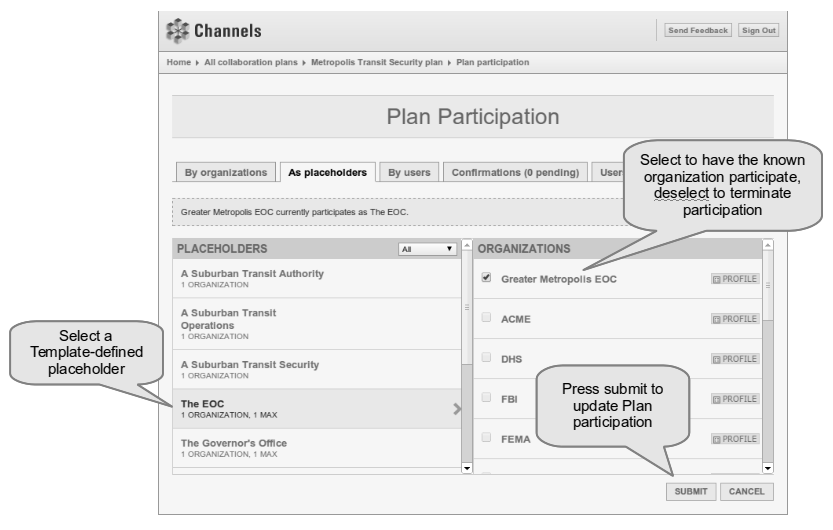 Channels
Send Feedback
Sign Out
Home ▸ All collaboration plans ▸ Metropolis Transit Security plan ▸ Plan participation
Plan Participation
By organizations
As placeholders
By users
Confirmations (0 pending)
Select to have the known
organization participate,
deselect to terminate
participation
Greater Metropolis EOC currently participates as The EOC.
PLACEHOLDERS
All
A Suburban Transit Authority
1 ORGANIZATION
A Suburban Transit
Operations
1 ORGANIZATION
A Suburban Transit Security
1 ORGANIZATION
The EOC
1 ORGANIZATION, 1 MAX
The Governor's Office
1 ORGANIZATION, 1 MAX
Select a
Template-defined
placeholder
ORGANIZATIONS
Greater Metropolis EOC
PROFILE
ACME
PROFILE
DHS
PROFILE
FBI
PROFILE
FEMA
PROFILE
Press submit to
update Plan
participation
SUBMIT
CANCEL